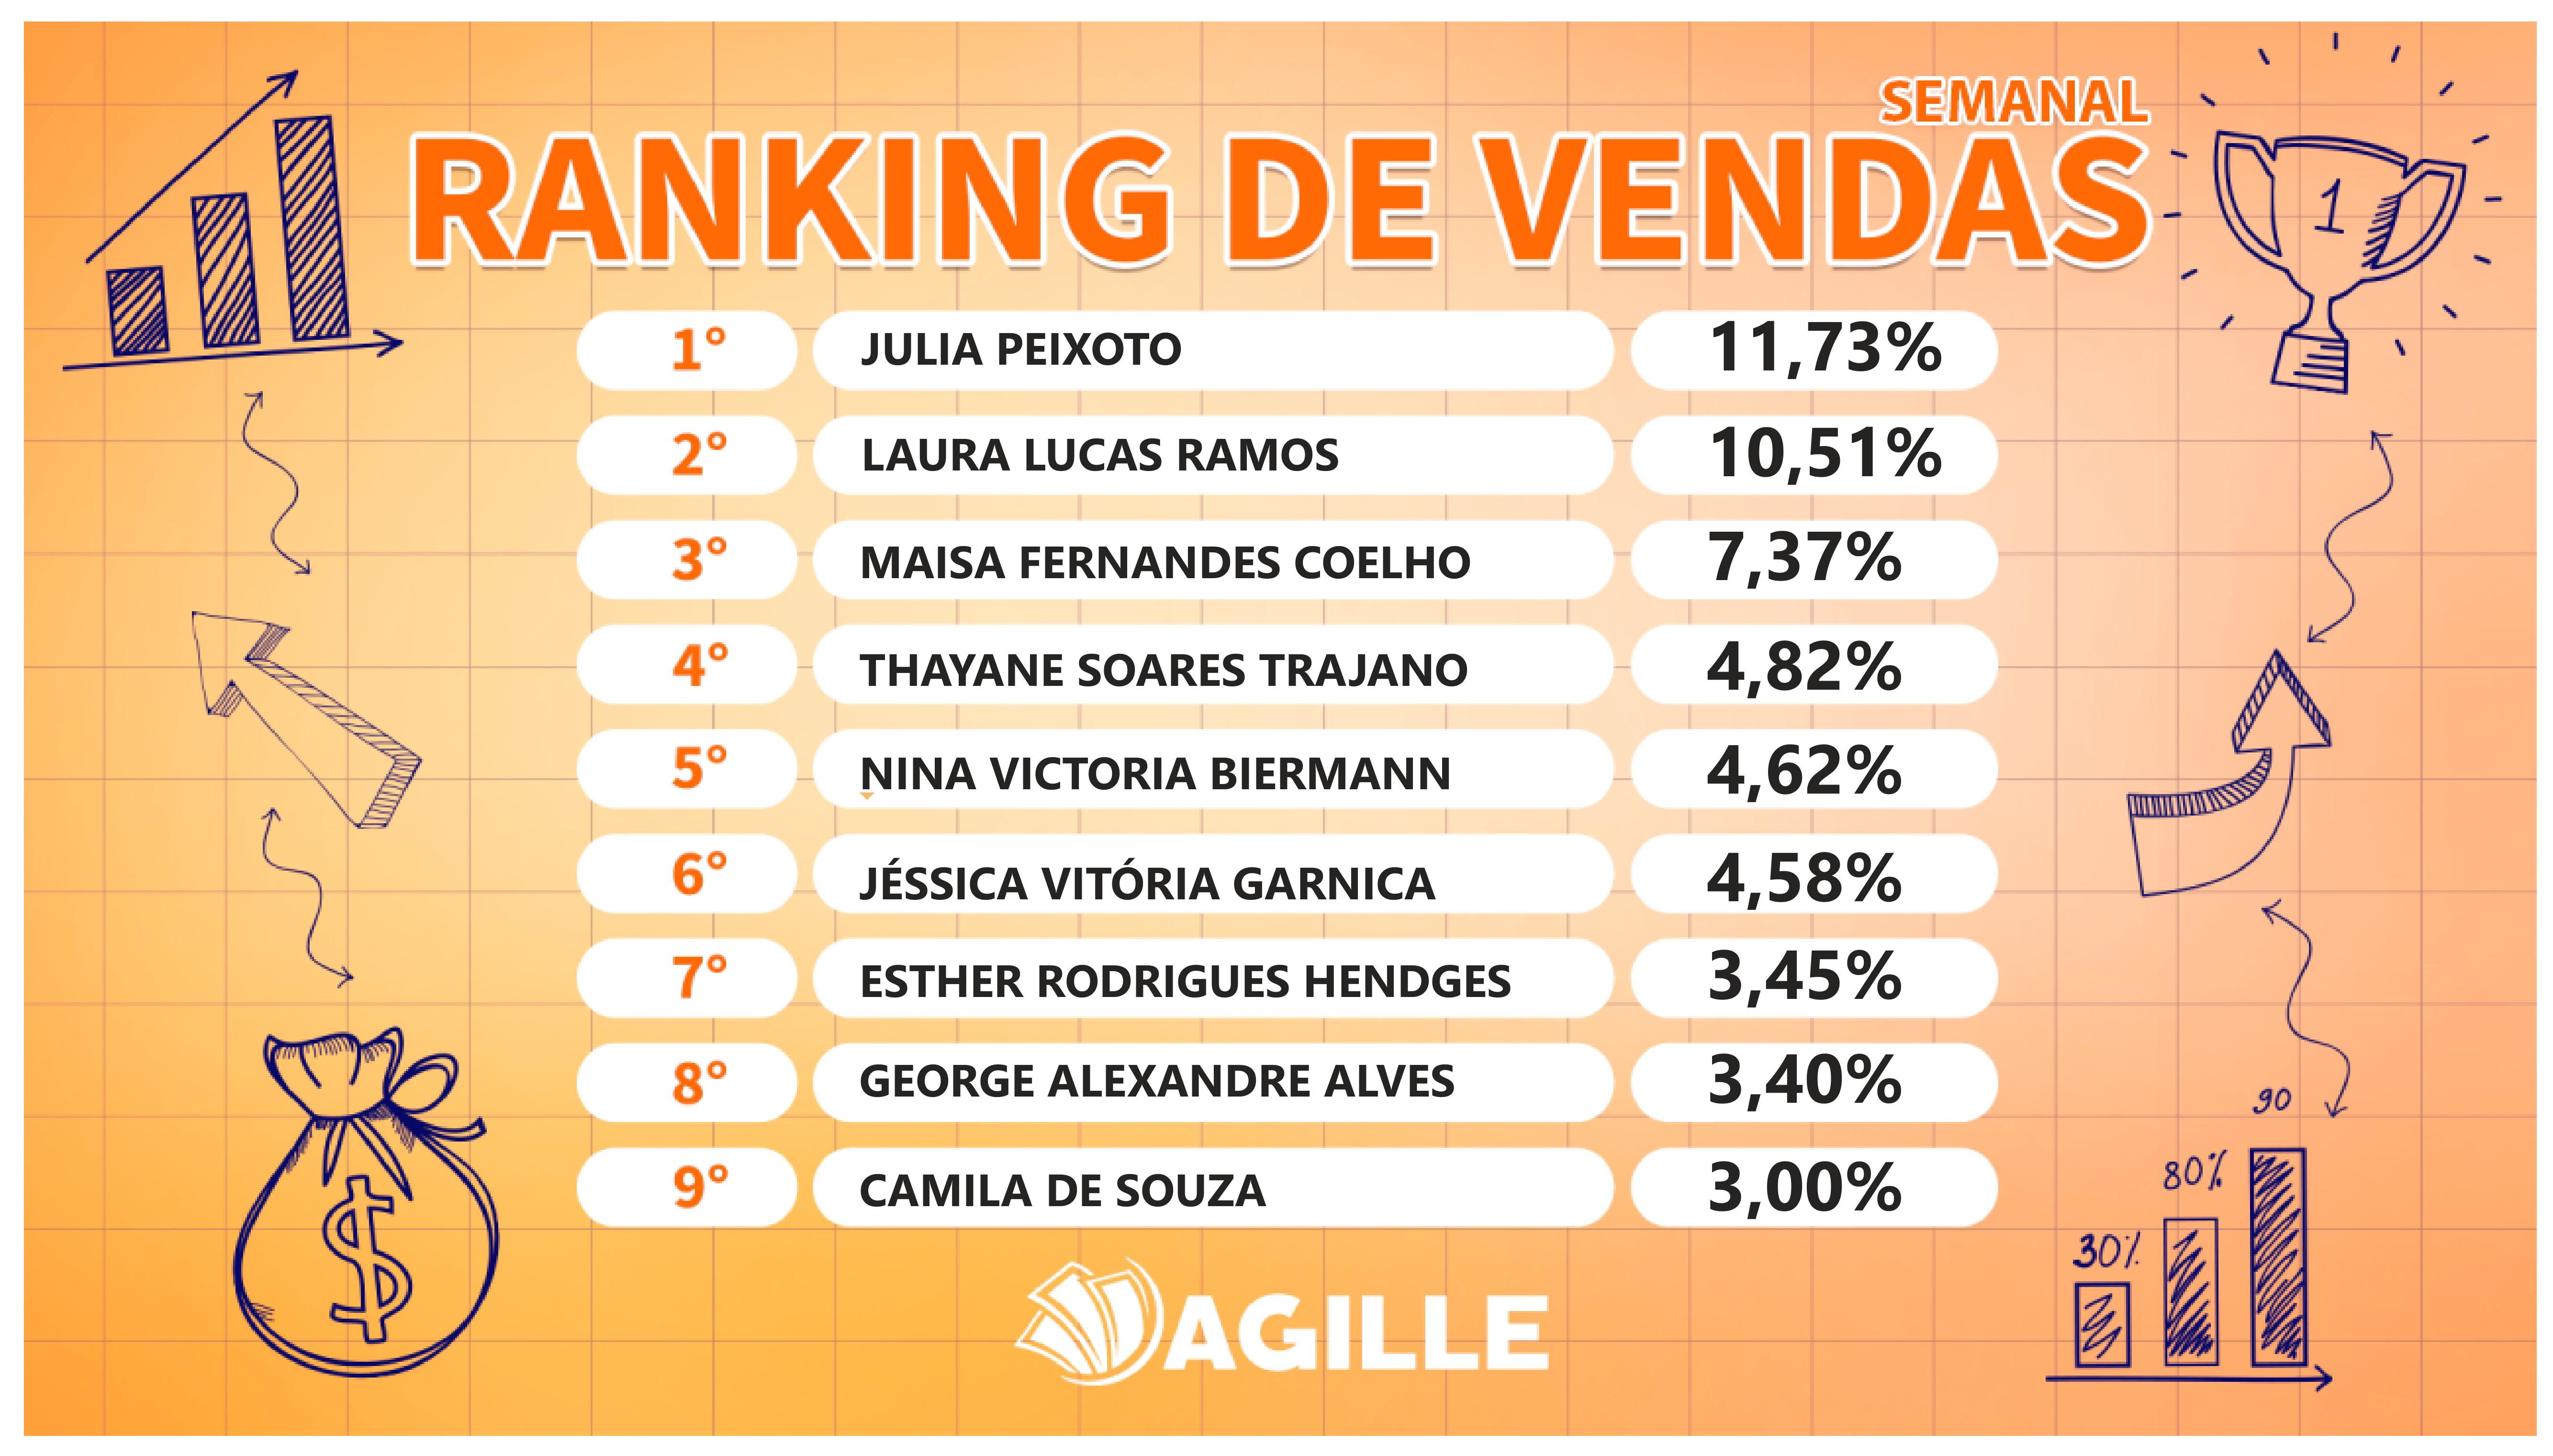 SEMANAL
RANKING DE VENDAS
1° JULIA PEIXOTO 11,73%
2° LAURA LUCAS RAMOS 10,51%
3° MAISA FERNANDES COELHO 7,37%
4° THAYANE SOARES TRAJANO 4,82%
5° NINA VICTORIA BIERMANN 4,62%
6° JÉSSICA VITÓRIA GARNICA 4,58%
7° ESTHER RODRIGUES HENDGES 3,45%
8° GEORGE ALEXANDRE ALVES 3,40%
9° CAMILA DE SOUZA 3,00%
AGILLE
1
$
30% 80% 90